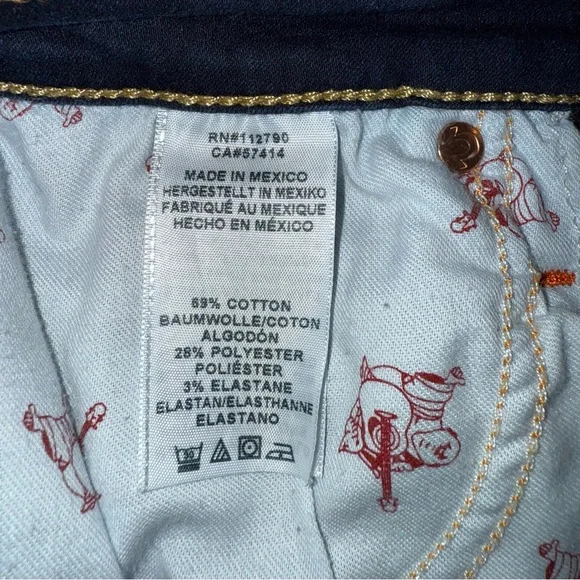 RN#112790
CA#57414
MADE IN MEXICO
HERGESTELLT IN MEXIKO
FABRIQUÉ AU MEXIQUE
HECHO EN MÉXICO
69% COTTON
BAUMWOLLE/COTON
ALGODÓN
28% POLYESTER
POLIÉSTER
3% ELASTANE
ELASTAN/ELASTHANNE
ELASTANO
30